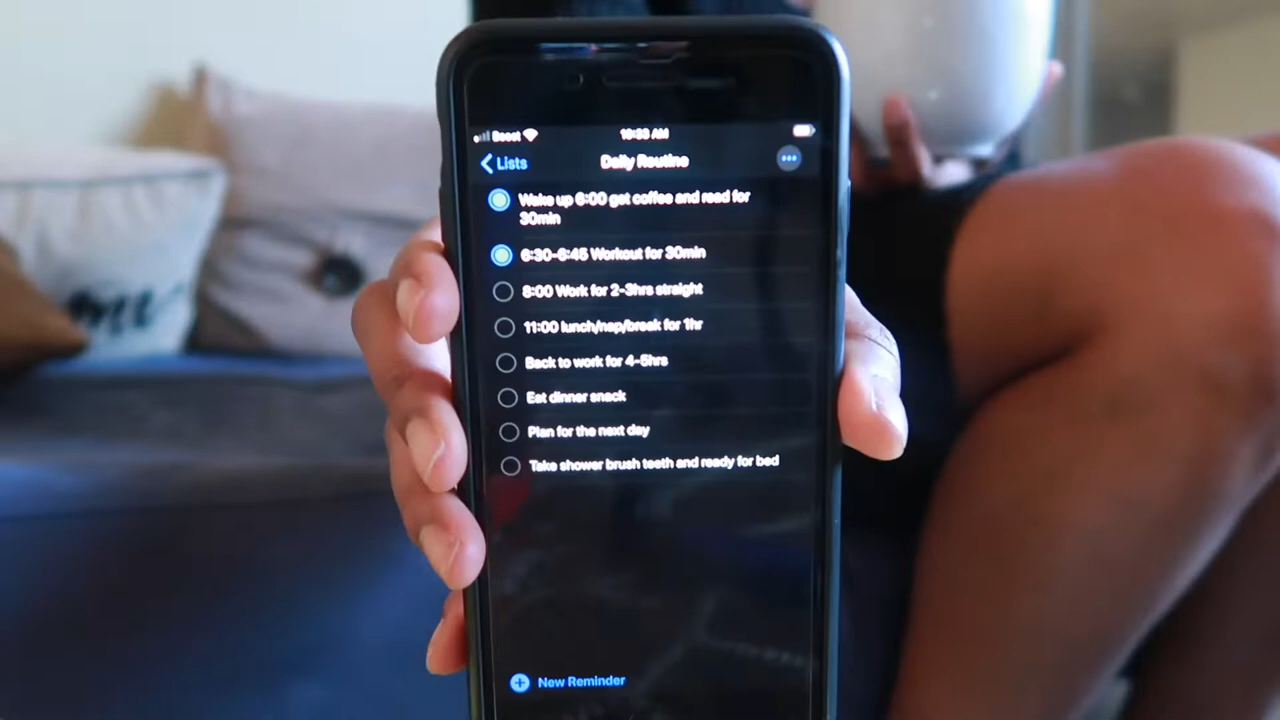 Boost
10:33 AM
Lists
Daily Routine
Wake up 6:00 get coffee and read for
30min
6:30-6:45 Workout for 30min
8:00 Work for 2-3hrs straight
11:00 lunch/nap/break for 1hr
Back to work for 4-5hrs
Eat dinner snack
Plan for the next day
Take shower brush teeth and ready for bed
New Reminder